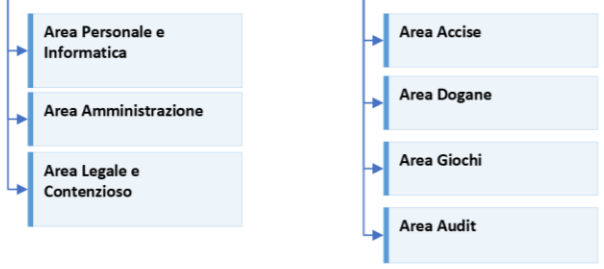 Area Personale e
Informatica
Area Amministrazione
Area Legale e
Contenzioso
Area Accise
Area Dogane
Area Giochi
Area Audit